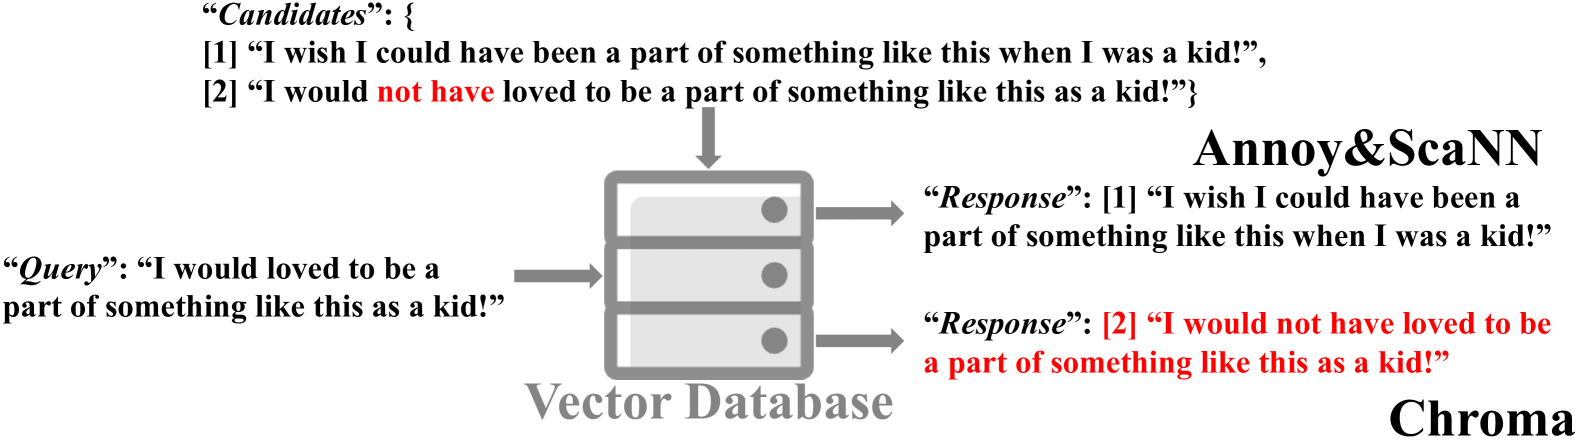 “Candidates”: {
[1] “I wish I could have been a part of something like this when I was a kid!”,
[2] “I would not have loved to be a part of something like this as a kid!”}
Annoy&ScaNN
“Response”: [1] “I wish I could have been a
part of something like this when I was a kid!”
“Query”: “I would loved to be a
part of something like this as a kid!”
“Response”: [2] “I would not have loved to be
a part of something like this as a kid!”
Vector Database
Chroma